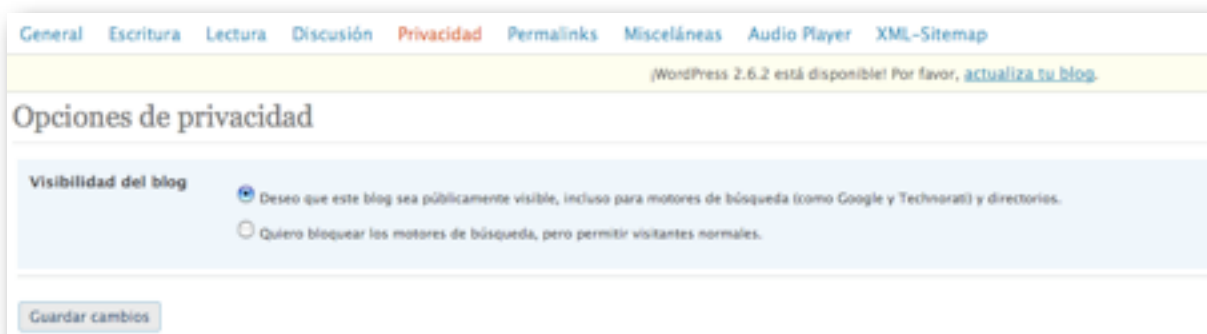 General Escritura Lectura Discusión Privacidad Permalinks Misceláneas Audio Player XML-Sitemap
¡WordPress 2.6.2 está disponible! Por favor, actualiza tu blog.
Opciones de privacidad
Visibilidad del blog
Deseo que este blog sea públicamente visible, incluso para motores de búsqueda (como Google y Technorati) y directorios.
Quiero bloquear los motores de búsqueda, pero permitir visitantes normales.
Guardar cambios